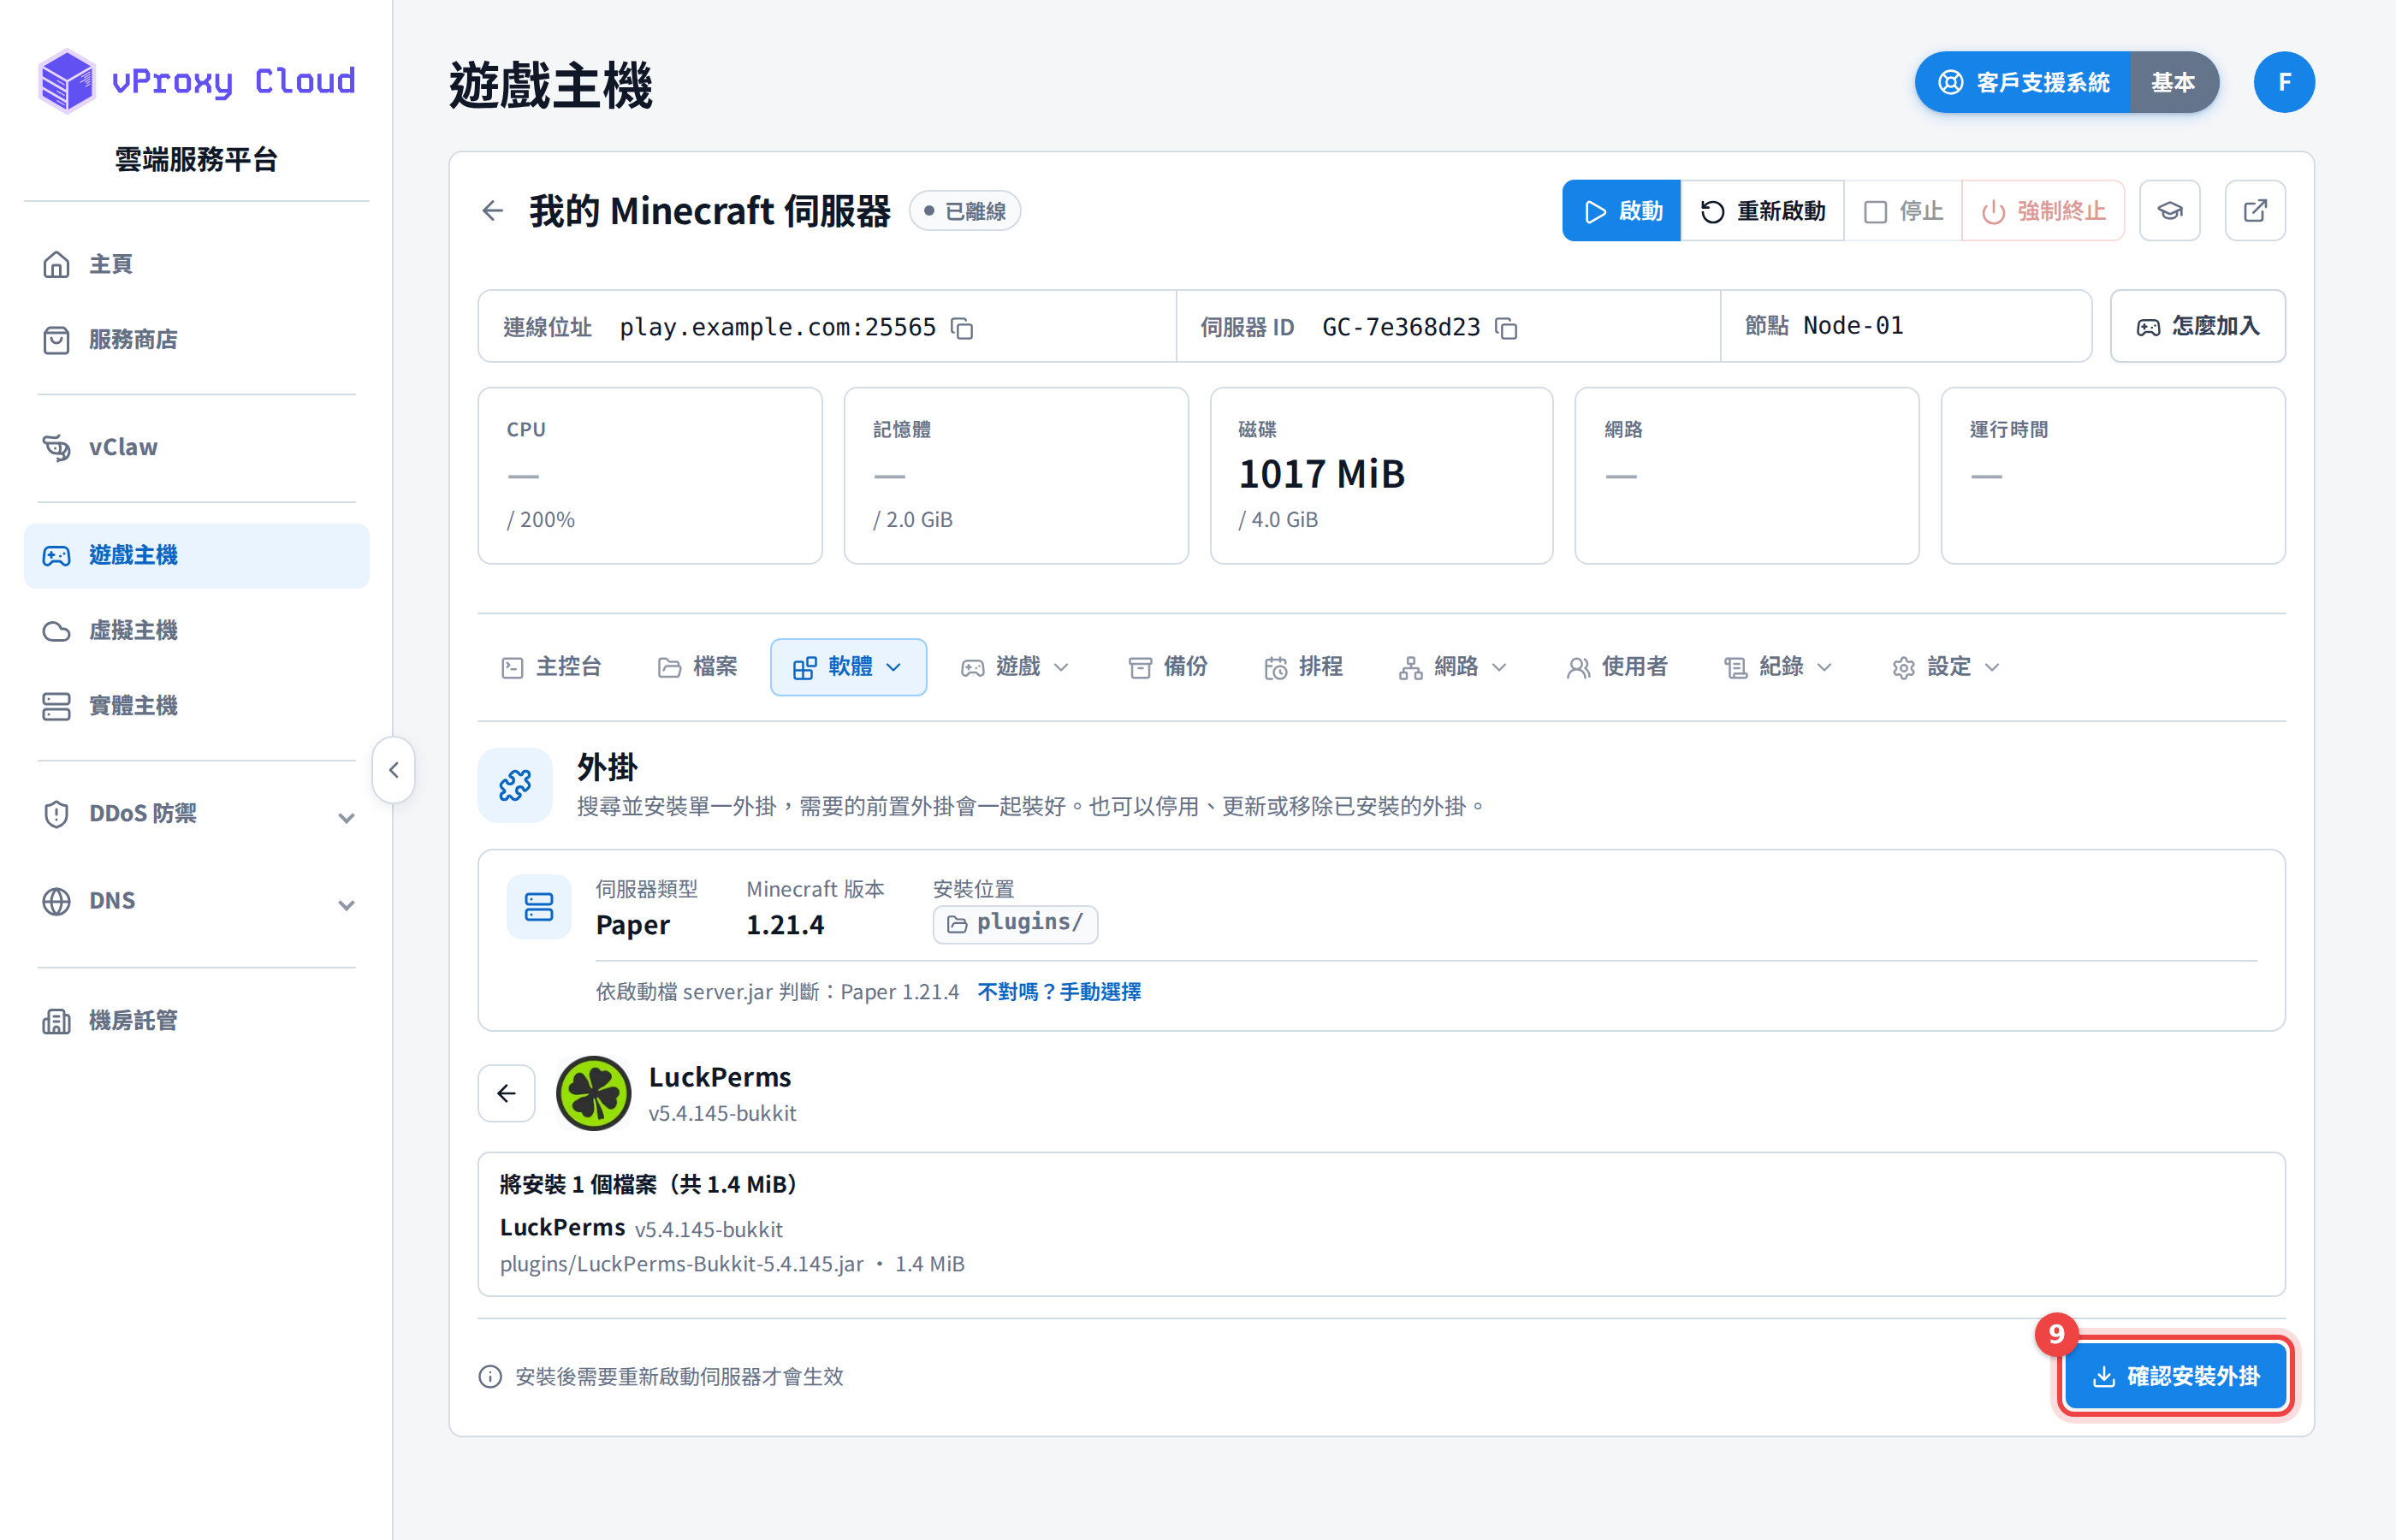 vProxy Cloud
雲端服務平台
主頁
服務商店
vClaw
遊戲主機
虛擬主機
實體主機
DDoS 防禦
DNS
機房託管
遊戲主機
客戶支援系統 基本
F
我的 Minecraft 伺服器 已離線
啟動 重新啟動 停止 強制終止
連線位址 play.example.com:25565 伺服器 ID GC-7e368d23 節點 Node-01 怎麼加入
CPU
—
/ 200%
記憶體
—
/ 2.0 GiB
磁碟
1017 MiB
/ 4.0 GiB
網路
—
運行時間
—
主控台 檔案 軟體 遊戲 備份 排程 網路 使用者 紀錄 設定
外掛
搜尋並安裝單一外掛，需要的前置外掛會一起裝好。也可以停用、更新或移除已安裝的外掛。
伺服器類型 Minecraft 版本 安裝位置
Paper 1.21.4 plugins/
依啟動檔 server.jar 判斷：Paper 1.21.4 不對嗎？手動選擇
LuckPerms
v5.4.145-bukkit
將安裝 1 個檔案（共 1.4 MiB）
LuckPerms v5.4.145-bukkit
plugins/LuckPerms-Bukkit-5.4.145.jar • 1.4 MiB
9
安裝後需要重新啟動伺服器才會生效
確認安裝外掛